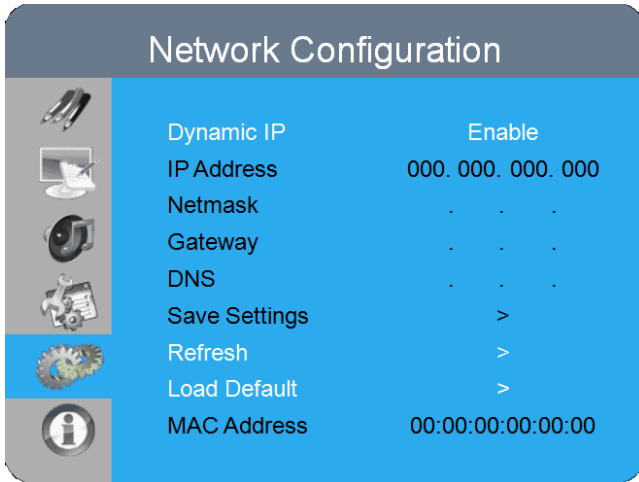 Network Configuration
Dynamic IP Enable
IP Address 000. 000. 000. 000
Netmask . . .
Gateway . . .
DNS . . .
Save Settings >
Refresh >
Load Default >
MAC Address 00:00:00:00:00:00